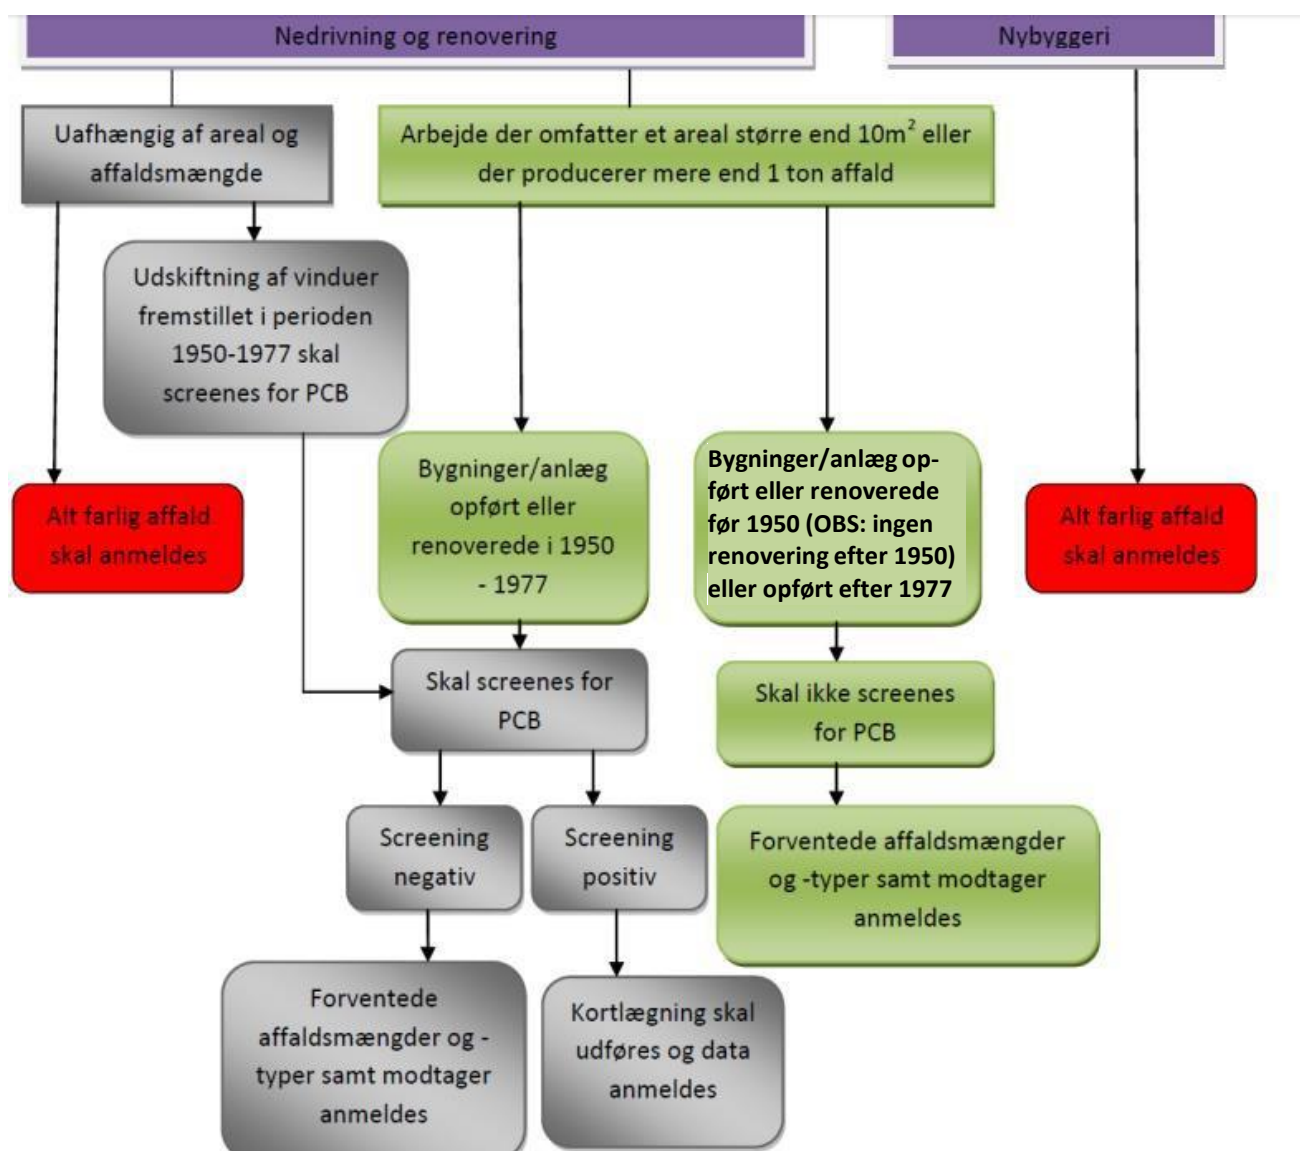 Nedrivning og renovering
Nybyggeri
Uafhængig af areal og
affaldsmængde
Arbejde der omfatter et areal større end 10m² eller
der producerer mere end 1 ton affald
Udskiftning af vinduer
fremstillet i perioden
1950-1977 skal
screenes for PCB
Bygninger/anlæg
opført eller
renoverede i 1950
- 1977
Bygninger/anlæg op-
ført eller renoverede
før 1950 (OBS: ingen
renovering efter 1950)
eller opført efter 1977
Alt farlig affald
skal anmeldes
Alt farlig affald
skal anmeldes
Skal screenes for
PCB
Skal ikke screenes
for PCB
Screening
negativ
Screening
positiv
Forventede affaldsmængder
og -typer samt modtager
anmeldes
Forventede
affaldsmængder og -
typer samt modtager
anmeldes
Kortlægning skal
udføres og data
anmeldes